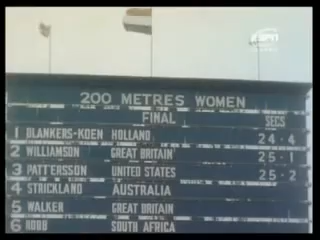 ESPN
200 METRES WOMEN
FINAL SECS
1 BLANKERS-KOEN HOLLAND 24.4
2 WILLIAMSON GREAT BRITAIN 25.1
3 PATTERSSON UNITED STATES 25.2
4 STRICKLAND AUSTRALIA
5 WALKER GREAT BRITAIN
6 ROBB SOUTH AFRICA